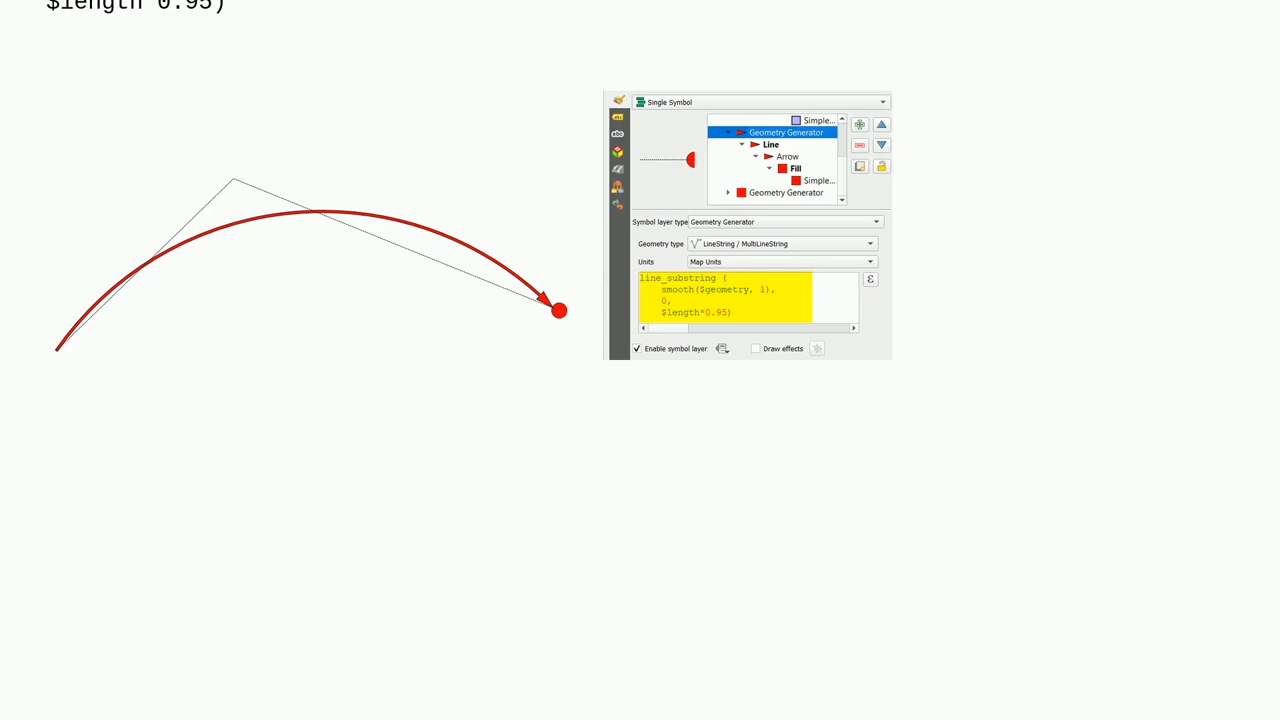 $length*0.95)
Single Symbol
Simple...
Geometry Generator
Line
Arrow
Fill
Simple...
Geometry Generator
Symbol layer type Geometry Generator
Geometry type LineString / MultiLineString
Units Map Units
line_substring (
smooth($geometry, 1),
0,
$length*0.95)
ε
Enable symbol layer Draw effects